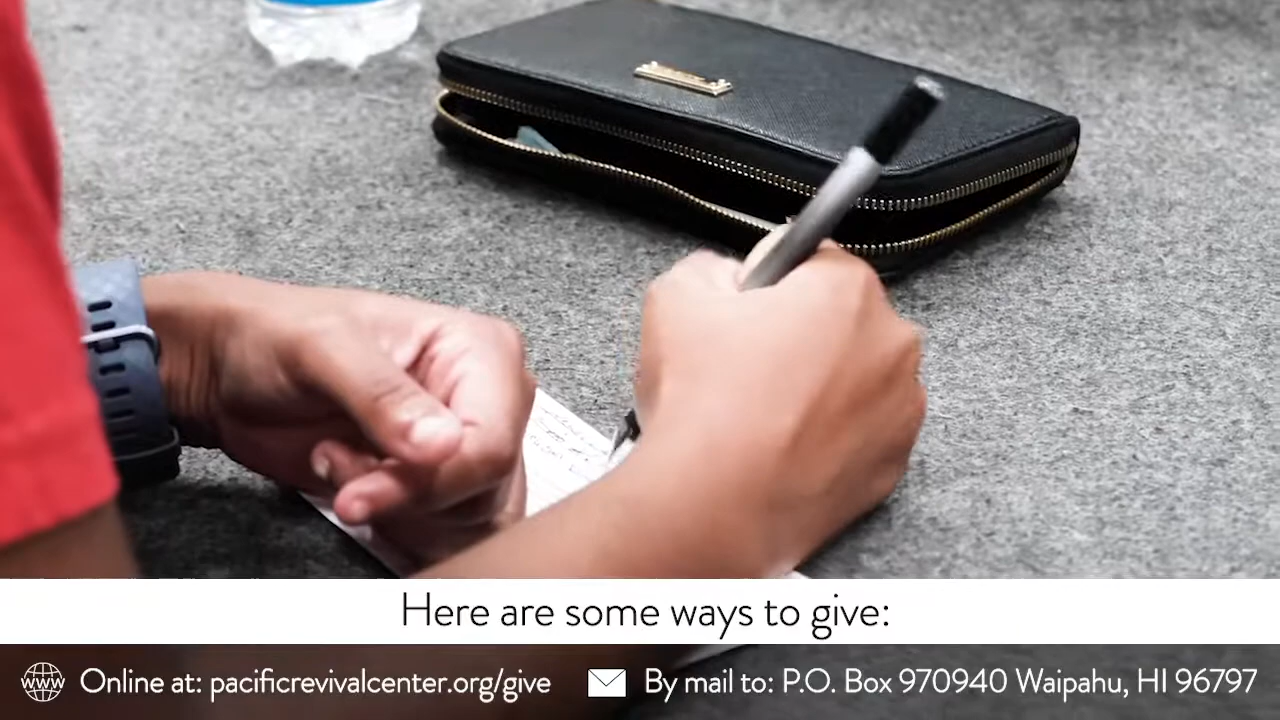 Here are some ways to give:
www Online at: pacificrevivalcenter.org/give
By mail to: P.O. Box 970940 Waipahu, HI 96797